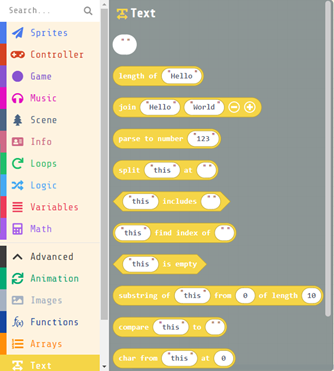 Search...
Sprites
Controller
Game
Music
Scene
Info
Loops
Logic
Variables
Math
Advanced
Animation
Images
Functions
Arrays
Text
Text
" "
length of "Hello"
join "Hello" "World"
parse to number "123"
split "this" at " "
"this" includes " "
"this" find index of " "
"this" is empty
substring of "this" from 0 of length 10
compare "this" to " "
char from "this" at 0